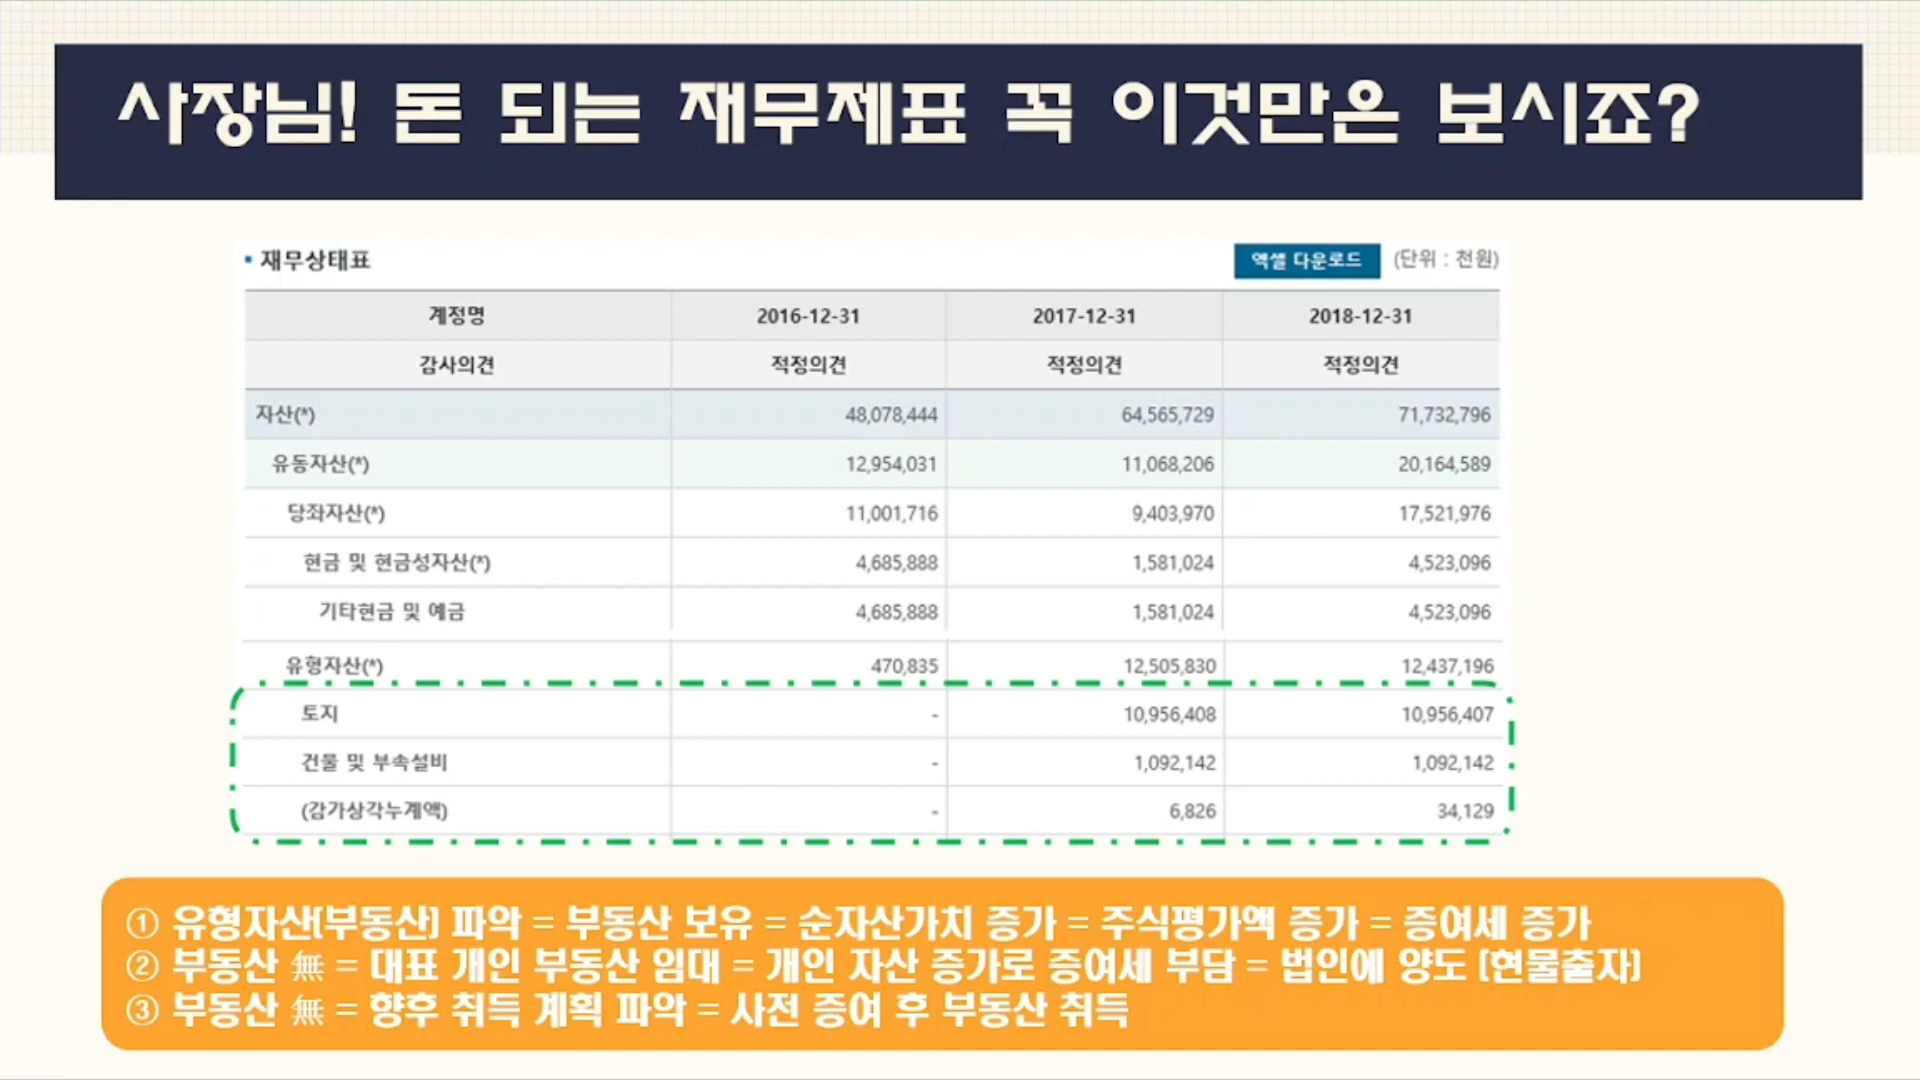 사장님! 돈 되는 재무제표 꼭 이것만은 보시죠?
▪ 재무상태표 엑셀 다운로드 (단위 : 천원)
계정명 2016-12-31 2017-12-31 2018-12-31
감사의견 적정의견 적정의견 적정의견
자산(*) 48,078,444 64,565,729 71,732,796
유동자산(*) 12,954,031 11,068,206 20,164,589
당좌자산(*) 11,001,716 9,403,970 17,521,976
현금 및 현금성자산(*) 4,685,888 1,581,024 4,523,096
기타현금 및 예금 4,685,888 1,581,024 4,523,096
유형자산(*) 470,835 12,505,830 12,437,196
토지 - 10,956,408 10,956,407
건물 및 부속설비 - 1,092,142 1,092,142
(감가상각누계액) - 6,826 34,129
① 유형자산(부동산) 파악 = 부동산 보유 = 순자산가치 증가 = 주식평가액 증가 = 증여세 증가
② 부동산 無 = 대표 개인 부동산 임대 = 개인 자산 증가로 증여세 부담 = 법인에 양도 (현물출자)
③ 부동산 無 = 향후 취득 계획 파악 = 사전 증여 후 부동산 취득